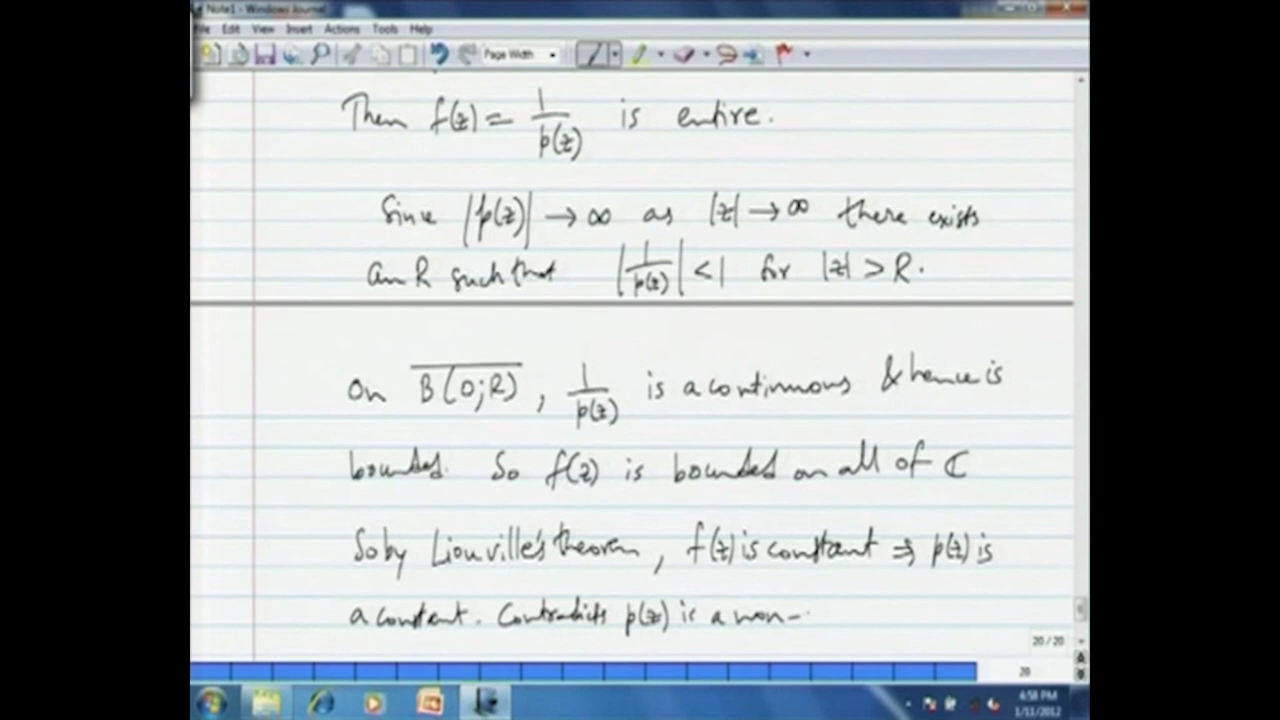 Note1 - Windows Journal
File Edit View Insert Actions Tools Help
Page Width
Then f(z) = 1/p(z) is entire.
Since |p(z)| → ∞ as |z| → ∞ there exists
an R such that |1/p(z)| < 1 for |z| > R.
On \overline{B(0;R)}, 1/p(z) is a continuous & hence is
bounded. So f(z) is bounded on all of ℂ
So by Liouville's theorem, f(z) is constant ⇒ p(z) is
a constant. Contradicts p(z) is a non-
20/20
20
4:58 PM
1/11/2012